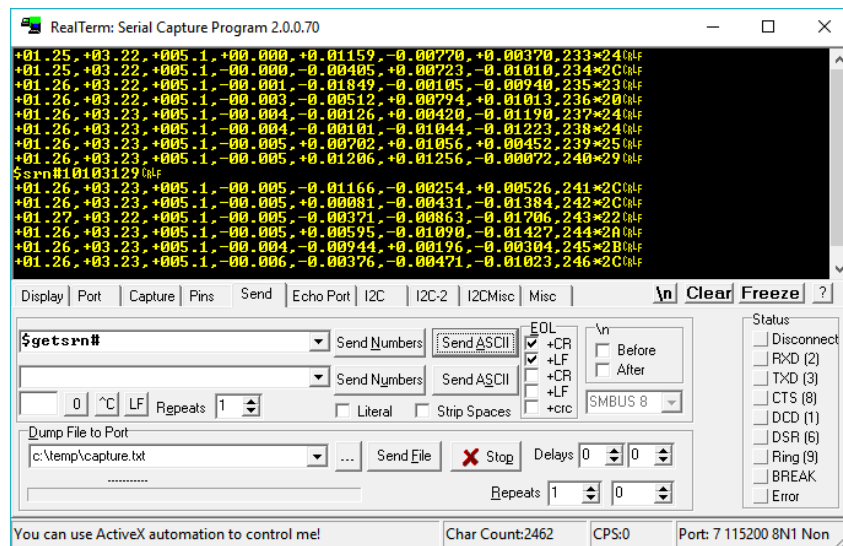 RealTerm: Serial Capture Program 2.0.0.70
+01.25,+03.22,+005.1,+00.000,+0.01159,-0.00770,+0.00370,233*24CRLF
+01.25,+03.23,+005.1,-00.000,-0.00405,+0.00723,-0.01010,234*2CCRLF
+01.26,+03.22,+005.1,-00.001,-0.01849,-0.00105,-0.00940,235*23CRLF
+01.26,+03.22,+005.1,-00.003,-0.00512,+0.00794,+0.01013,236*20CRLF
+01.26,+03.23,+005.1,-00.004,-0.00126,+0.00420,-0.01190,237*24CRLF
+01.26,+03.23,+005.1,-00.004,-0.00101,-0.01044,-0.01223,238*24CRLF
+01.26,+03.23,+005.1,-00.005,+0.00702,+0.01056,+0.00452,239*25CRLF
+01.26,+03.23,+005.1,-00.005,+0.01206,+0.01256,-0.00072,240*29CRLF
$srn#10103129CRLF
+01.26,+03.23,+005.1,-00.005,-0.01166,-0.00254,+0.00526,241*2CCRLF
+01.26,+03.23,+005.1,-00.005,+0.00081,-0.00431,-0.01384,242*2CCRLF
+01.27,+03.22,+005.1,-00.005,-0.00371,-0.00863,-0.01706,243*22CRLF
+01.26,+03.23,+005.1,-00.005,+0.00595,-0.01090,-0.01427,244*2ACRLF
+01.26,+03.23,+005.1,-00.004,-0.00944,+0.00196,-0.00304,245*2BCRLF
+01.26,+03.23,+005.1,-00.006,-0.00376,+0.00471,-0.01023,246*2CCRLF
Display Port Capture Pins Send Echo Port I2C I2C-2 I2CMisc Misc \n Clear Freeze ?
$getsrn# Send Numbers Send ASCII
EOL
+CR
+LF
+CR
+LF
+crc
\n
Before
After
Send Numbers Send ASCII
0 ^C LF Repeats 1 Literal Strip Spaces
SMBUS 8
Status
Disconnect
RXD (2)
TXD (3)
CTS (8)
DCD (1)
DSR (6)
Ring (9)
BREAK
Error
Dump File to Port
c:\temp\capture.txt ... Send File Stop Delays 0 0
Repeats 1 0
You can use ActiveX automation to control me! Char Count:2462 CPS:0 Port: 7 115200 8N1 Non